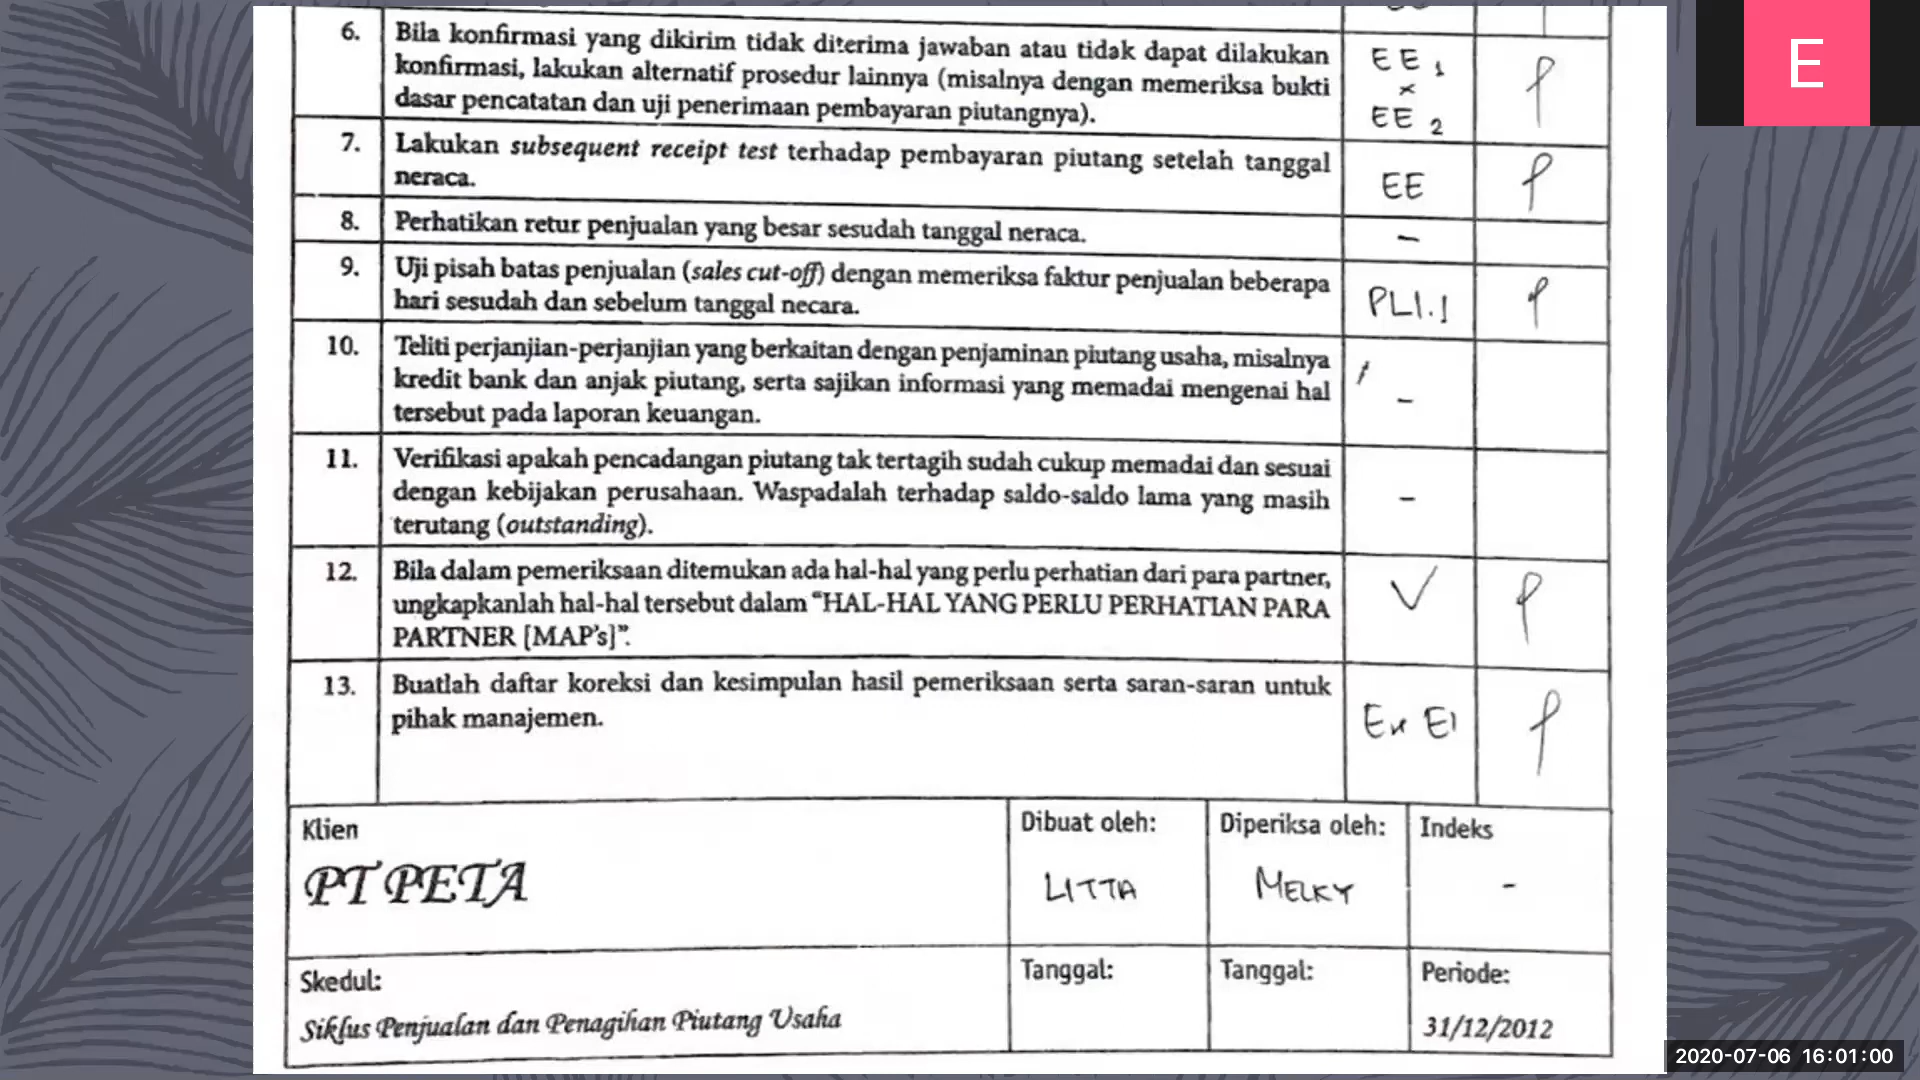 6. Bila konfirmasi yang dikirim tidak diterima jawaban atau tidak dapat dilakukan
konfirmasi, lakukan alternatif prosedur lainnya (misalnya dengan memeriksa bukti
dasar pencatatan dan uji penerimaan pembayaran piutangnya).
EE 1
EE 2
7. Lakukan subsequent receipt test terhadap pembayaran piutang setelah tanggal
neraca.
EE
8. Perhatikan retur penjualan yang besar sesudah tanggal neraca.
-
9. Uji pisah batas penjualan (sales cut-off) dengan memeriksa faktur penjualan beberapa
hari sesudah dan sebelum tanggal necara.
PL1.1
10. Teliti perjanjian-perjanjian yang berkaitan dengan penjaminan piutang usaha, misalnya
kredit bank dan anjak piutang, serta sajikan informasi yang memadai mengenai hal
tersebut pada laporan keuangan.
-
11. Verifikasi apakah pencadangan piutang tak tertagih sudah cukup memadai dan sesuai
dengan kebijakan perusahaan. Waspadalah terhadap saldo-saldo lama yang masih
terutang (outstanding).
-
12. Bila dalam pemeriksaan ditemukan ada hal-hal yang perlu perhatian dari para partner,
ungkapkanlah hal-hal tersebut dalam “HAL-HAL YANG PERLU PERHATIAN PARA
PARTNER [MAP’s]”.
13. Buatlah daftar koreksi dan kesimpulan hasil pemeriksaan serta saran-saran untuk
pihak manajemen.
Klien
PT PETA
Dibuat oleh:
LITTA
Diperiksa oleh:
MELKY
Indeks
-
Skedul:
Siklus Penjualan dan Penagihan Piutang Usaha
Tanggal:
Tanggal:
Periode:
31/12/2012
E
2020-07-06 16:01:00